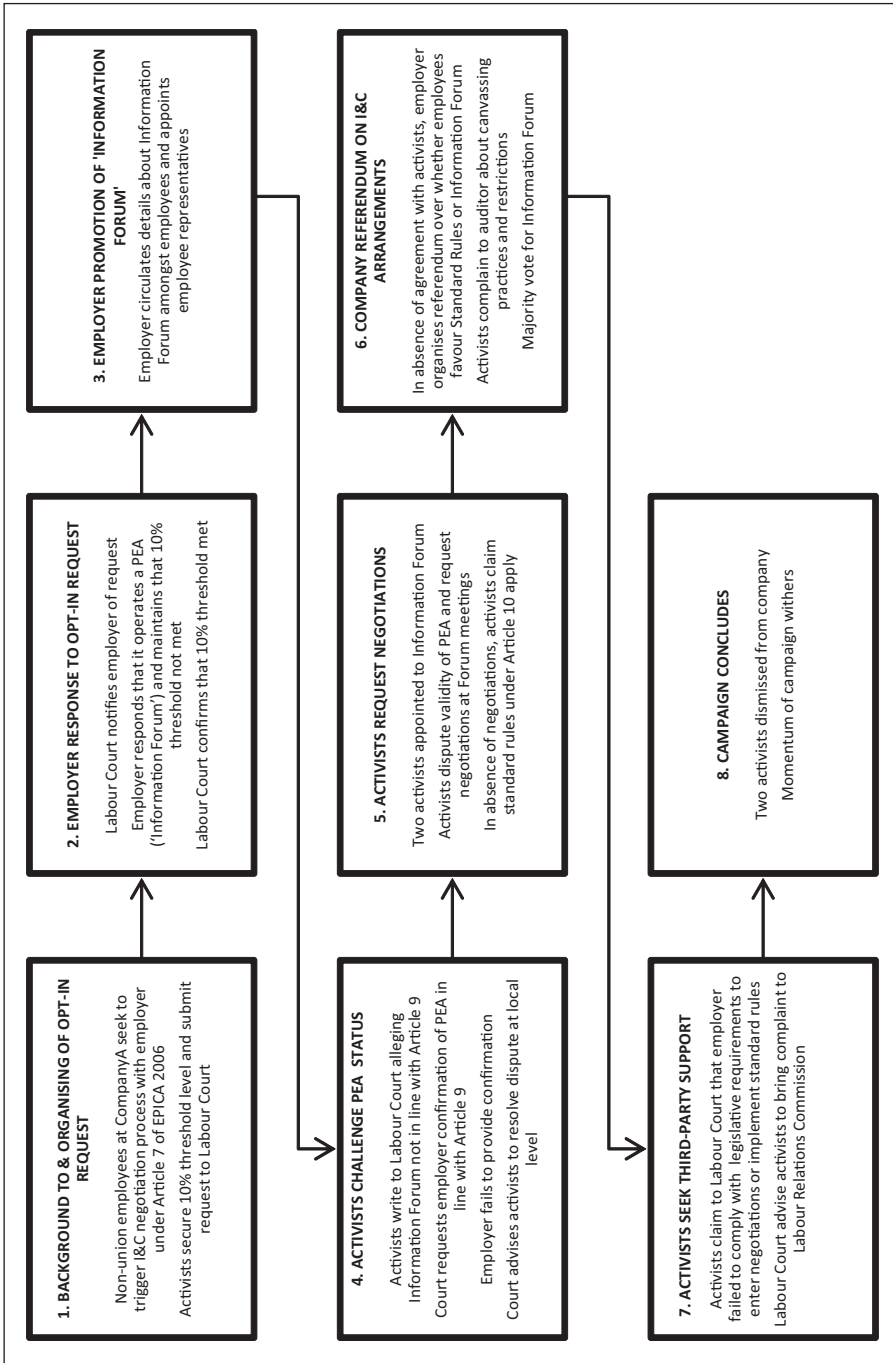 1. BACKGROUND TO & ORGANISING OF OPT-IN
REQUEST
Non-union employees at CompanyA seek to
trigger I&C negotiation process with employer
under Article 7 of EPICA 2006
Activists secure 10% threshold level and submit
request to Labour Court
2. EMPLOYER RESPONSE TO OPT-IN REQUEST
Labour Court notifies employer of request
Employer responds that it operates a PEA
('Information Forum') and maintains that 10%
threshold not met
Labour Court confirms that 10% threshold met
3. EMPLOYER PROMOTION OF 'INFORMATION
FORUM'
Employer circulates details about Information
Forum amongst employees and appoints
employee representatives
4. ACTIVISTS CHALLENGE PEA STATUS
Activists write to Labour Court alleging
Information Forum not in line with Article 9
Court requests employer confirmation of PEA in
line with Article 9
Employer fails to provide confirmation
Court advises activists to resolve dispute at local
level
5. ACTIVISTS REQUEST NEGOTIATIONS
Two activists appointed to Information Forum
Activists dispute validity of PEA and request
negotiations at Forum meetings
In absence of negotiations, activists claim
standard rules under Article 10 apply
6. COMPANY REFERENDUM ON I&C
ARRANGEMENTS
In absence of agreement with activists, employer
organises referendum over whether employees
favour Standard Rules or Information Forum
Activists complain to auditor about canvassing
practices and restrictions
Majority vote for Information Forum
7. ACTIVISTS SEEK THIRD-PARTY SUPPORT
Activists claim to Labour Court that employer
failed to comply with legislative requirements to
enter negotiations or implement standard rules
Labour Court advise activists to bring complaint to
Labour Relations Commission
8. CAMPAIGN CONCLUDES
Two activists dismissed from company
Momentum of campaign withers